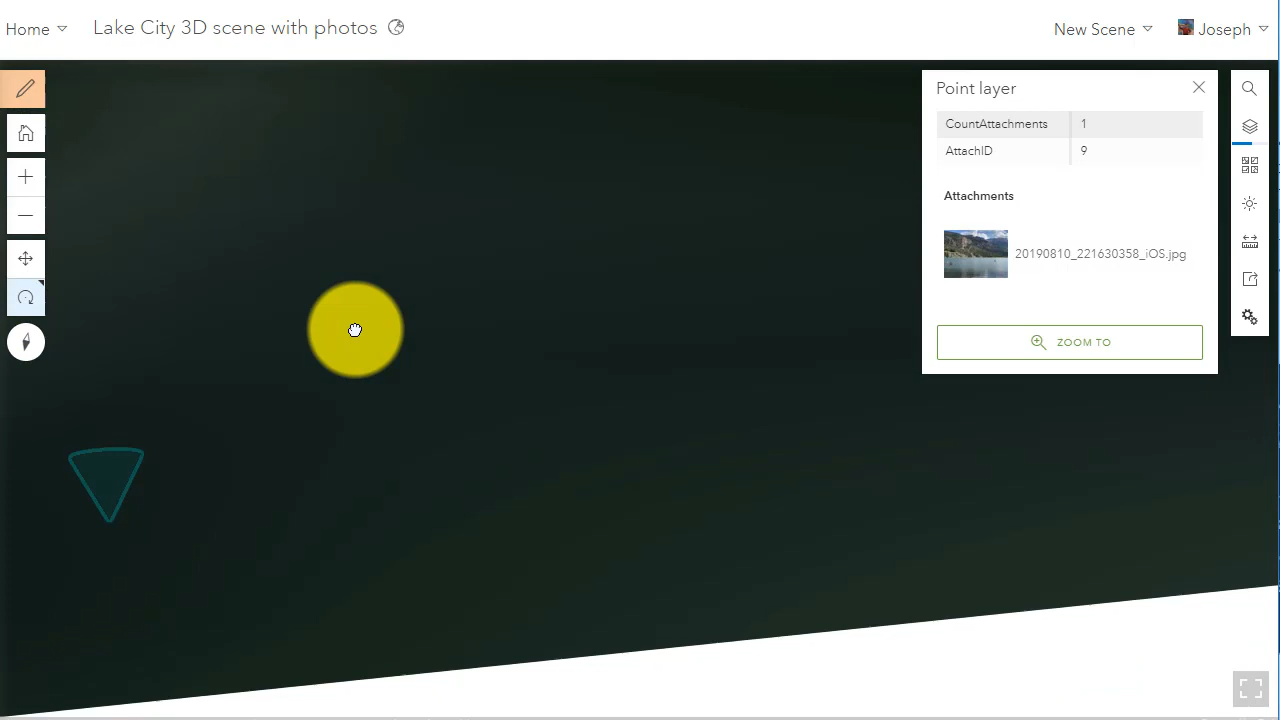 Home
Lake City 3D scene with photos
New Scene
Joseph
Point layer
CountAttachments 1
AttachID 9
Attachments
20190810_221630358_iOS.jpg
ZOOM TO